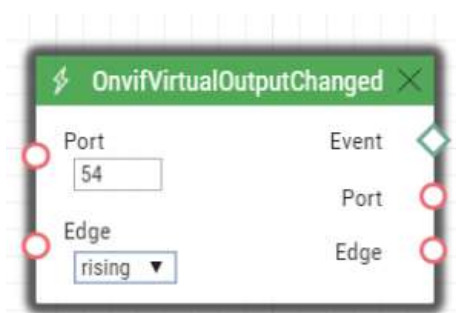 OnvifVirtualOutputChanged
Port
Event
54
Port
Edge
Edge
rising